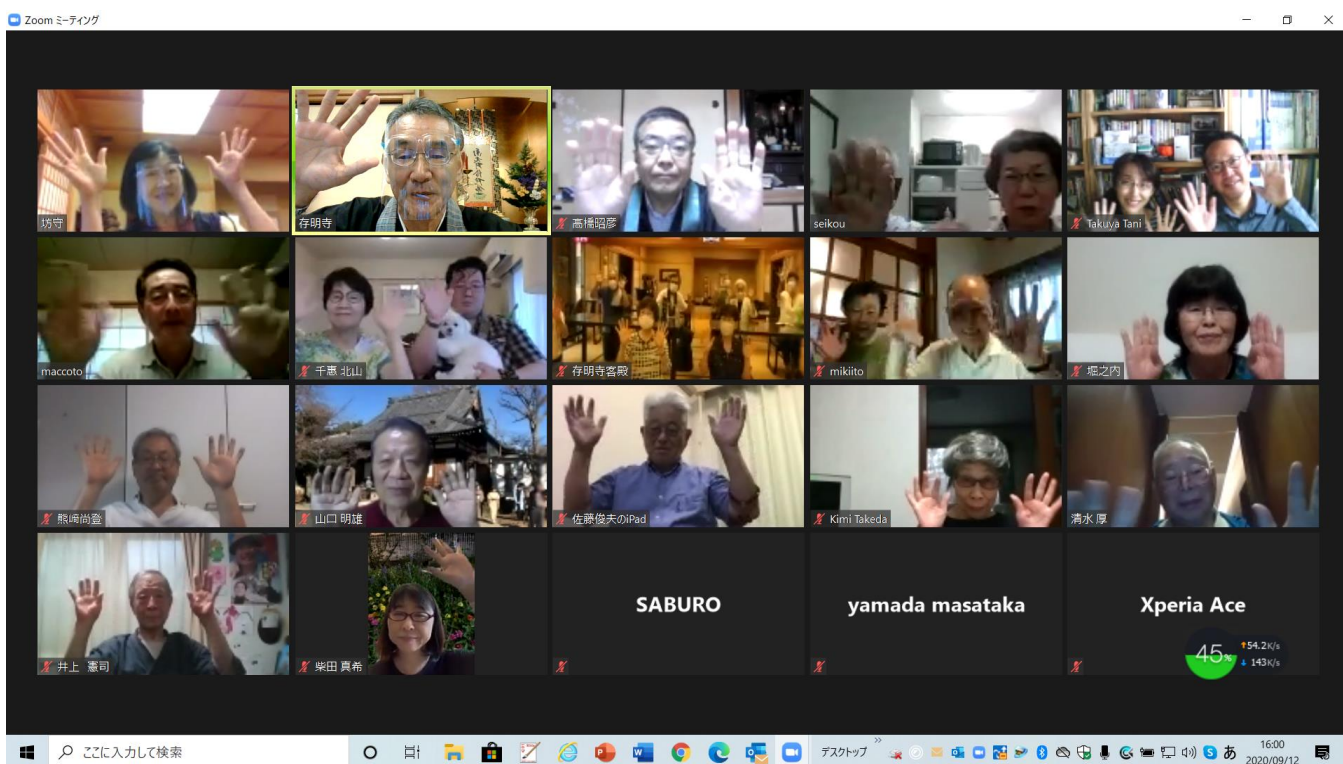 Zoom ミーティング
坊守
存明寺
高橋昭彦
seikou
Takuya Tani
maccoto
千惠 北山
存明寺客殿
mikiito
堀之内
熊﨑尚登
山口 明雄
佐藤俊夫のiPad
Kimi Takeda
清水 厚
井上 憲司
柴田 真希
SABURO
yamada masataka
Xperia Ace
45%
54.2K/s
143K/s
ここに入力して検索
デスクトップ
あ
16:00
2020/09/12